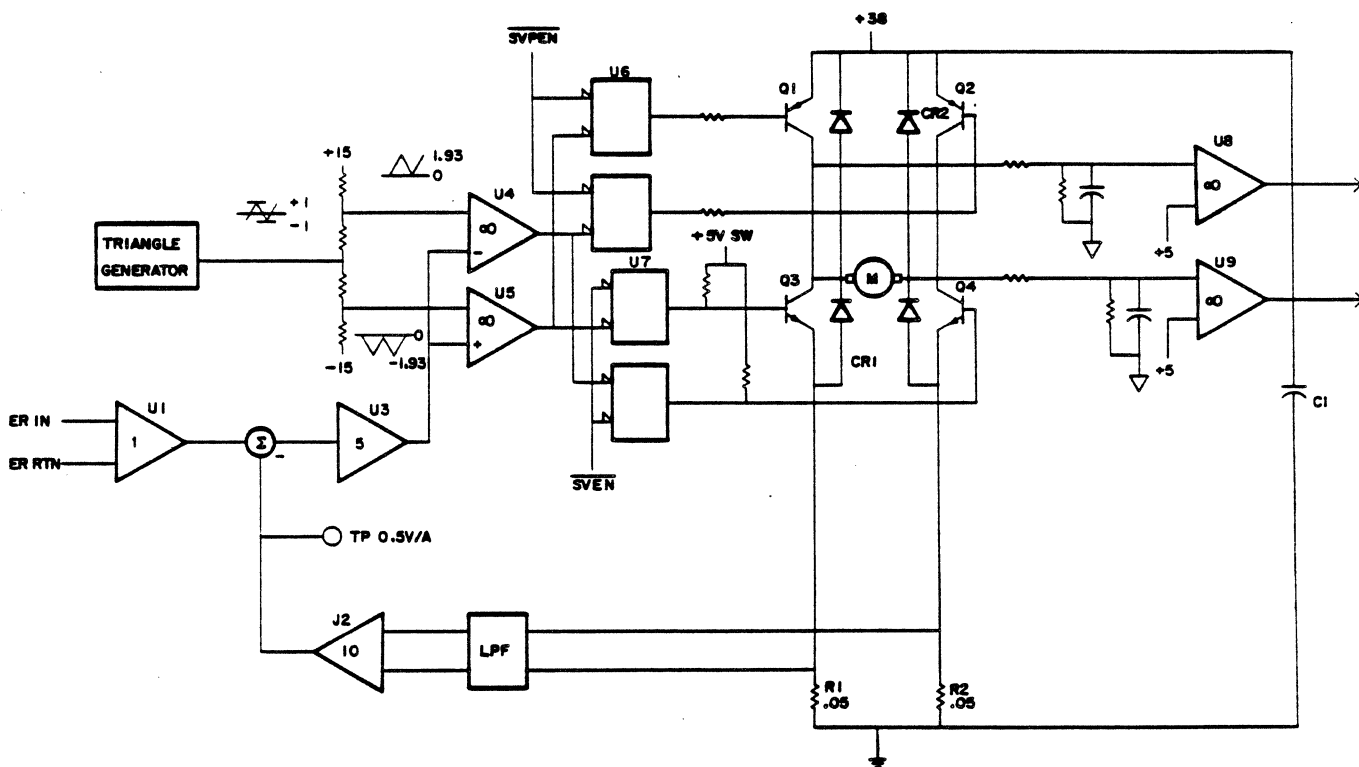 +38
SVPEN
U6
Q1
Q2
CR2
U8
+15
1.93
0
U4
∞
+1
-1
-
∞
+5
TRIANGLE
GENERATOR
+5V SW
U7
Q3
M
Q4
U9
U5
∞
0
∞
+
-15
-1.93
+5
CR1
C1
U1
U3
ER IN
1
Σ
5
ER RTN
-
SVEN
TP 0.5V/A
J2
10
LPF
R1
.05
R2
.05